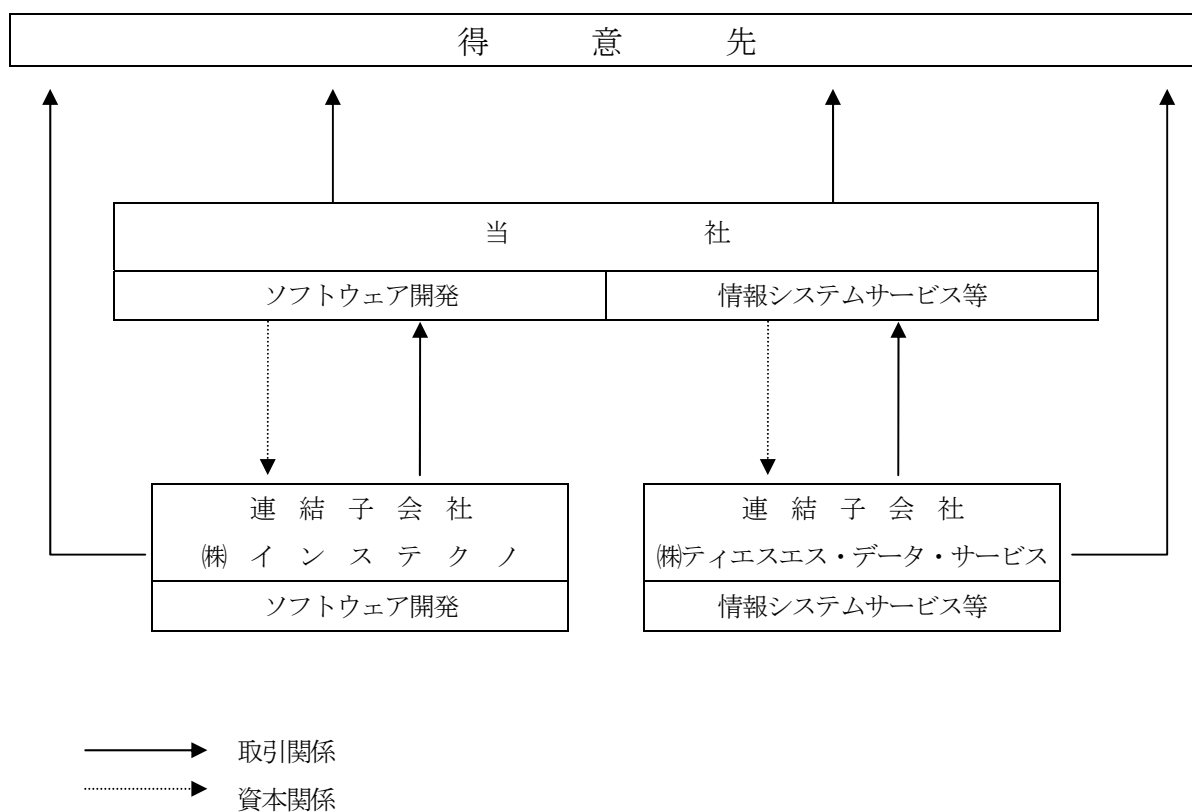 得意先
当社
ソフトウェア開発
情報システムサービス等
連結子会社
㈱インステクノ
ソフトウェア開発
連結子会社
㈱ティエスエス・データ・サービス
情報システムサービス等
取引関係
資本関係